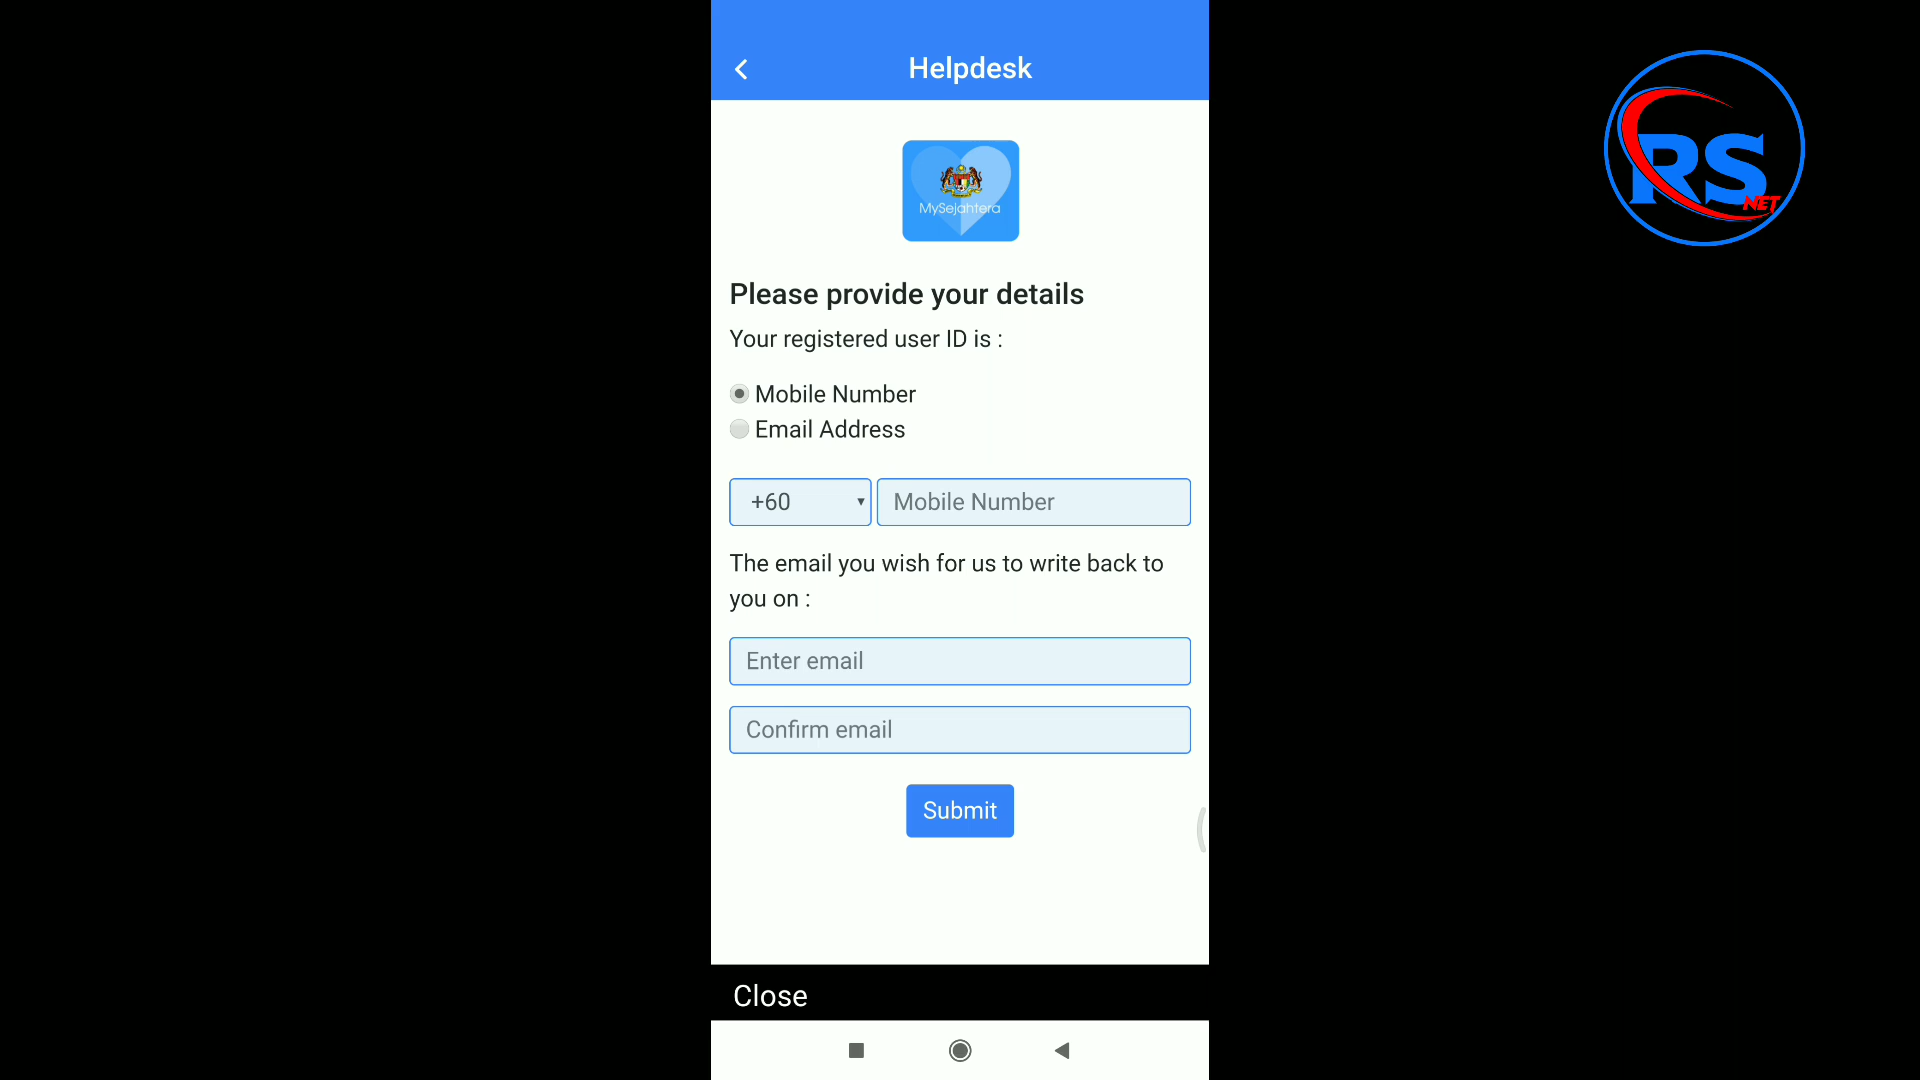 Helpdesk
RS
NET
MySejahtera
Please provide your details
Your registered user ID is :
Mobile Number
Email Address
+60
Mobile Number
The email you wish for us to write back to
you on :
Enter email
Confirm email
Submit
Close